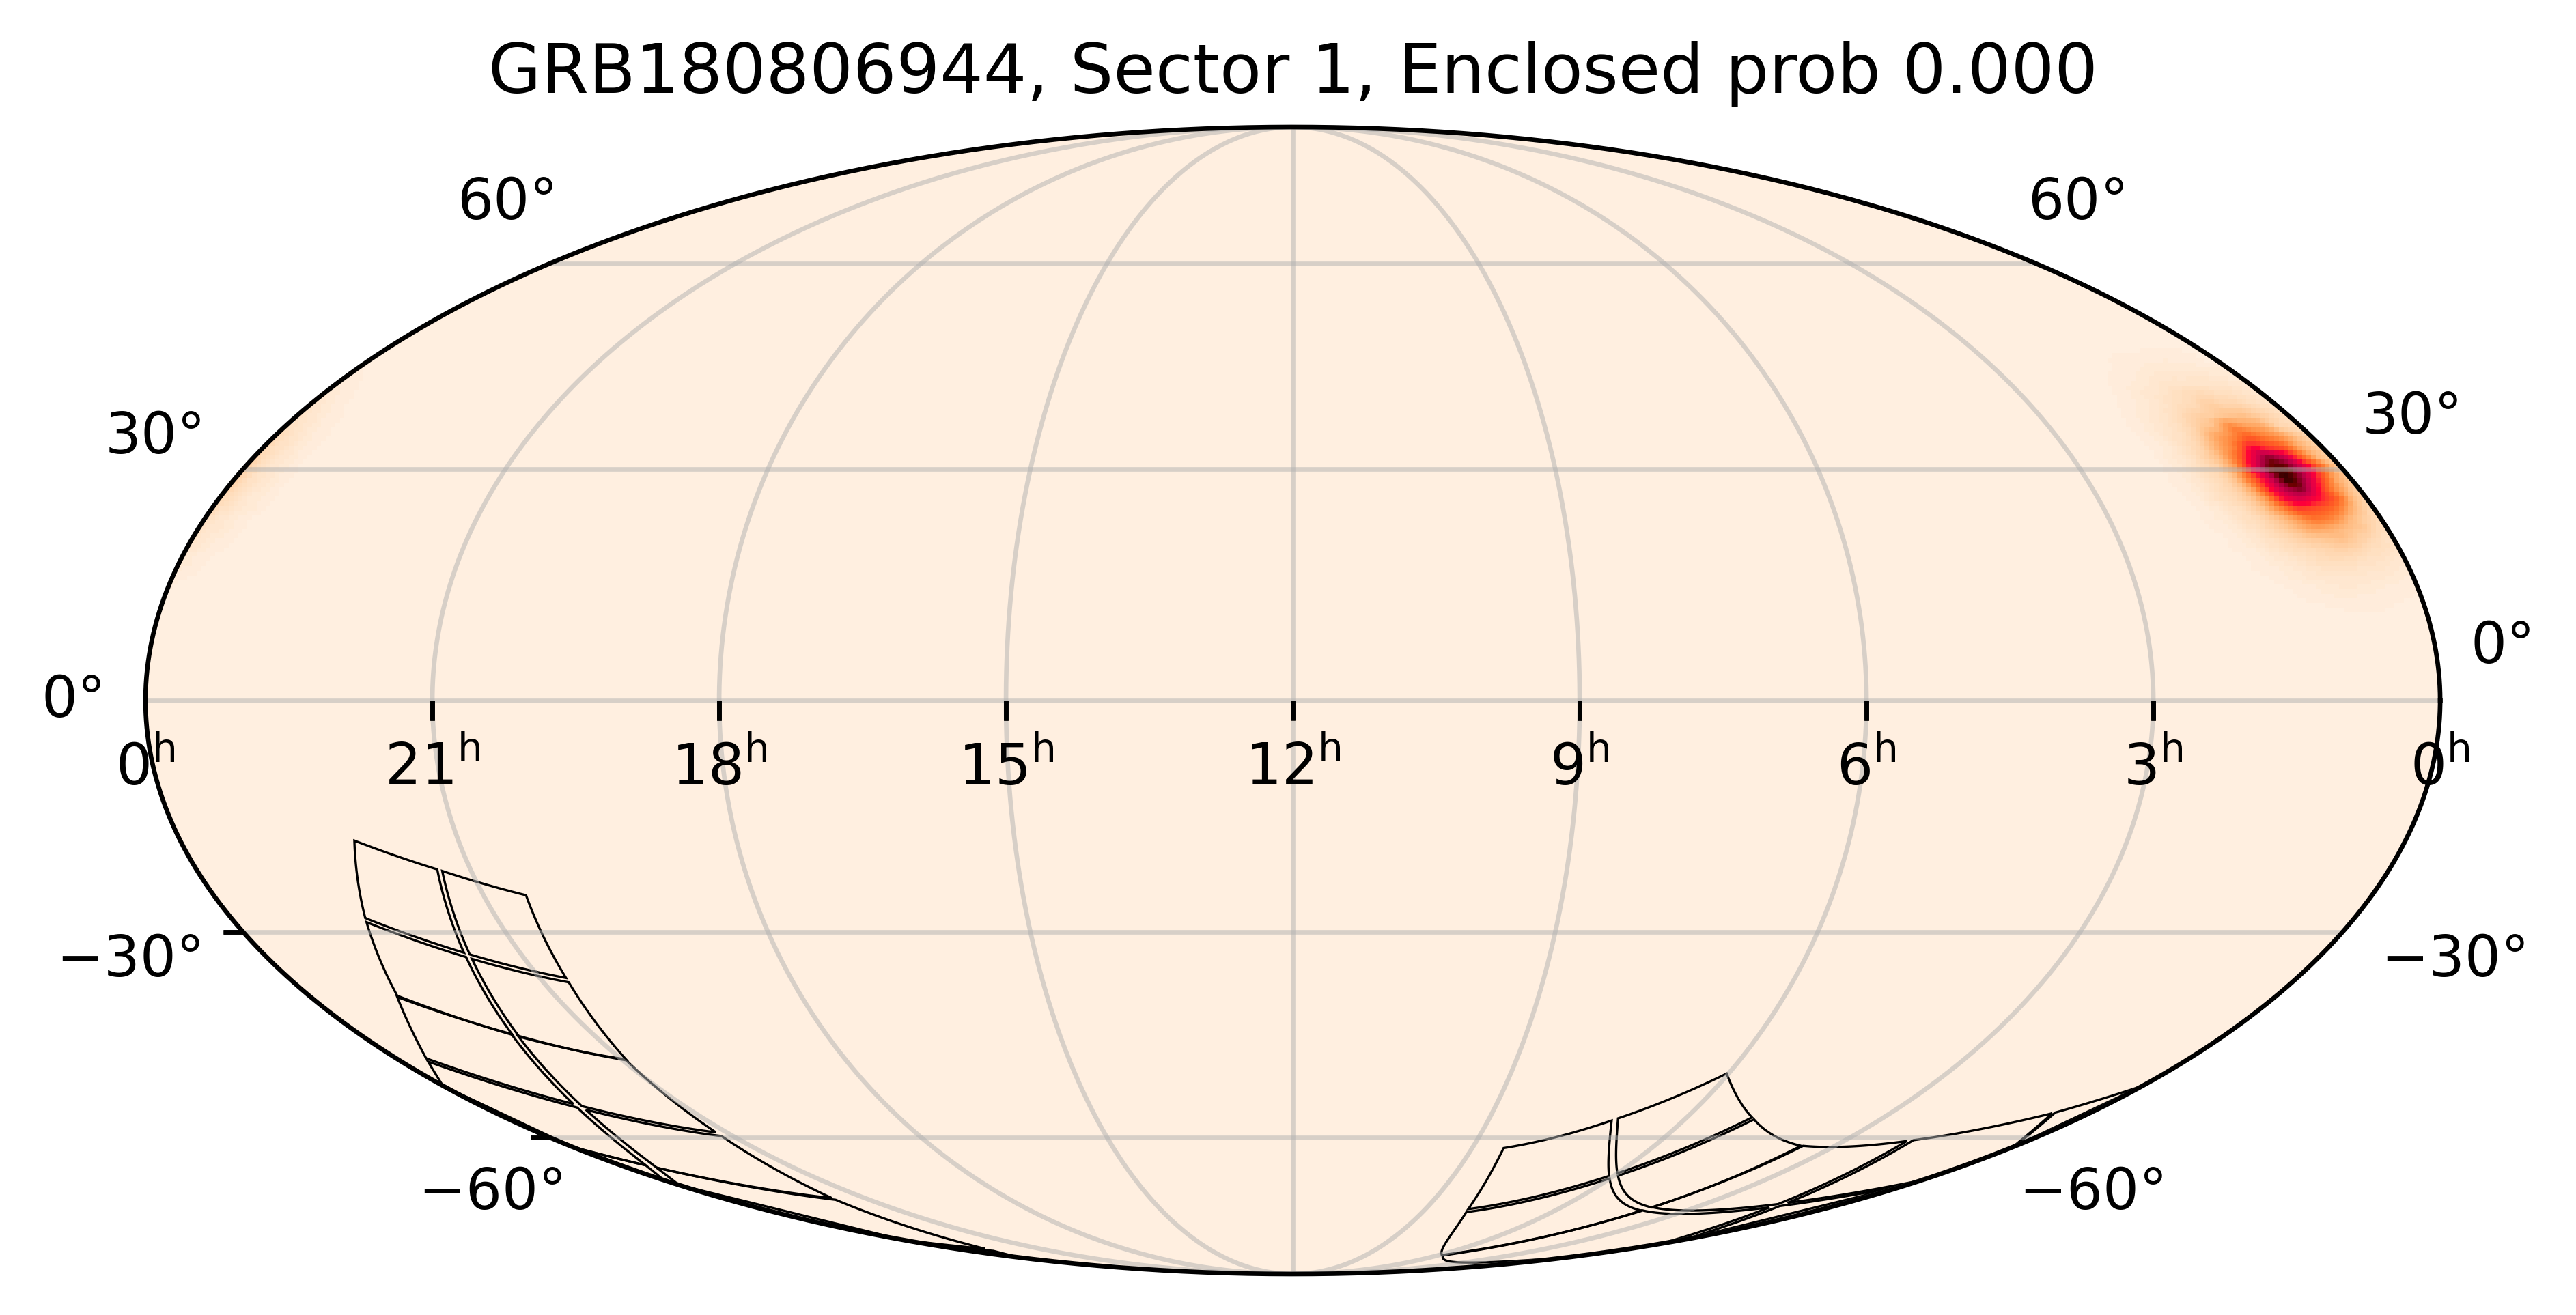 GRB180806944, Sector 1, Enclosed prob 0.000
60° 60°
30° 30°
0° 0°
0h 21h 18h 15h 12h 9h 6h 3h 0h
−30° −30°
−60° −60°